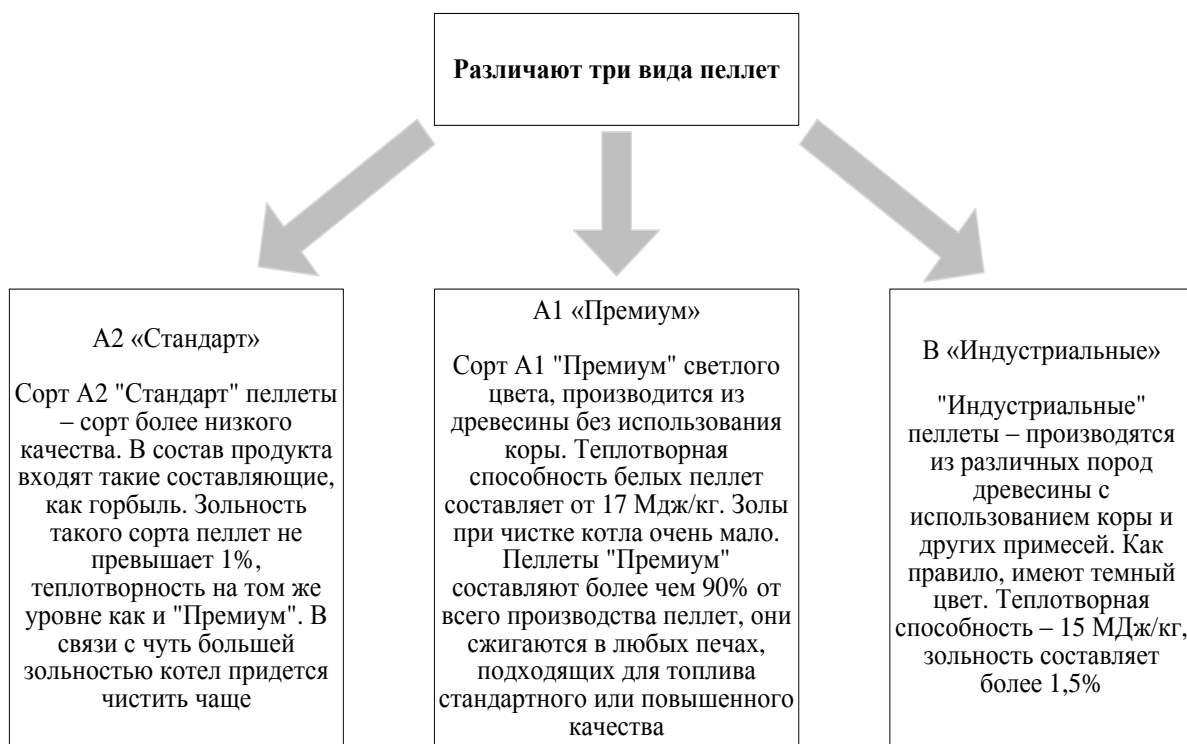 Различают три вида пеллет
А2 «Стандарт»
Сорт А2 "Стандарт" пеллеты
– сорт более низкого
качества. В состав продукта
входят такие составляющие,
как горбыль. Зольность
такого сорта пеллет не
превышает 1%,
теплотворность на том же
уровне как и "Премиум". В
связи с чуть большей
зольностью котел придется
чистить чаще
А1 «Премиум»
Сорт А1 "Премиум" светлого
цвета, производится из
древесины без использования
коры. Теплотворная
способность белых пеллет
составляет от 17 Мдж/кг. Золы
при чистке котла очень мало.
Пеллеты "Премиум"
составляют более чем 90% от
всего производства пеллет, они
сжигаются в любых печах,
подходящих для топлива
стандартного или повышенного
качества
В «Индустриальные»
"Индустриальные"
пеллеты – производятся
из различных пород
древесины с
использованием коры и
других примесей. Как
правило, имеют темный
цвет. Теплотворная
способность – 15 МДж/кг,
зольность составляет
более 1,5%